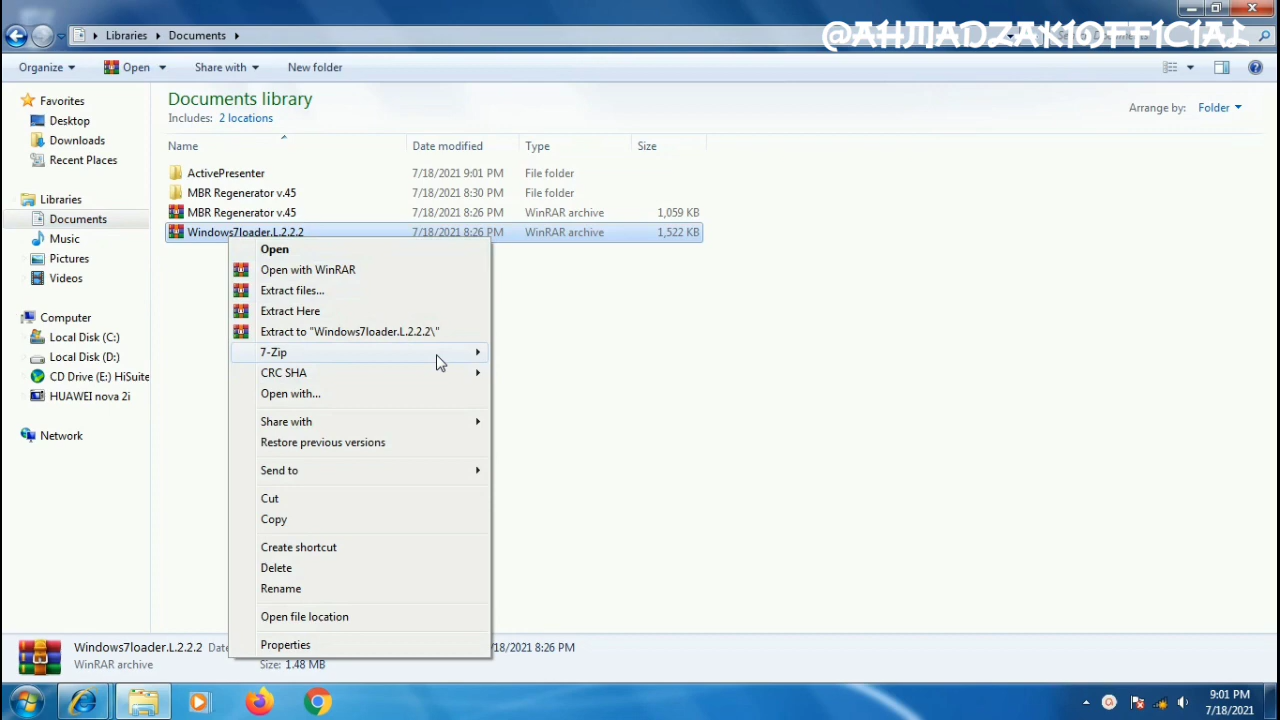 Libraries Documents
@AHMADZAKIOFFICIAL
Organize Open Share with New folder
Documents library
Includes: 2 locations
Arrange by: Folder
Name Date modified Type Size
ActivePresenter 7/18/2021 9:01 PM File folder
MBR Regenerator v.45 7/18/2021 8:30 PM File folder
MBR Regenerator v.45 7/18/2021 8:26 PM WinRAR archive 1,059 KB
Windows7loader.L.2.2.2 7/18/2021 8:26 PM WinRAR archive 1,522 KB
Favorites
Desktop
Downloads
Recent Places
Libraries
Documents
Music
Pictures
Videos
Computer
Local Disk (C:)
Local Disk (D:)
CD Drive (E:) HiSuite
HUAWEI nova 2i
Network
Open
Open with WinRAR
Extract files...
Extract Here
Extract to "Windows7loader.L.2.2.2\"
7-Zip
CRC SHA
Open with...
Share with
Restore previous versions
Send to
Cut
Copy
Create shortcut
Delete
Rename
Open file location
Properties
Windows7loader.L.2.2.2 /18/2021 8:26 PM
WinRAR archive Size: 1.48 MB
9:01 PM
7/18/2021